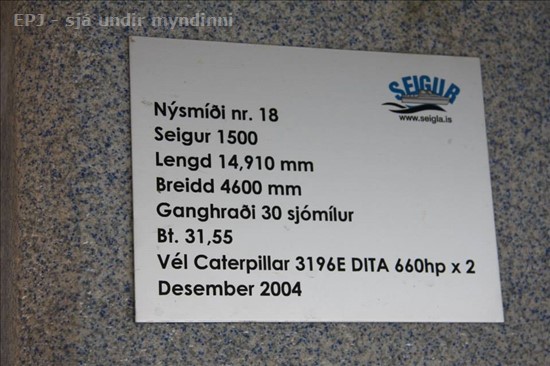 EPJ - sjá undir myndinni
SEIGUR
www.seigla.is
Nýsmíði nr. 18
Seigur 1500
Lengd 14,910 mm
Breidd 4600 mm
Ganghraði 30 sjómílur
Bt. 31,55
Vél Caterpillar 3196E DITA 660hp x 2
Desember 2004